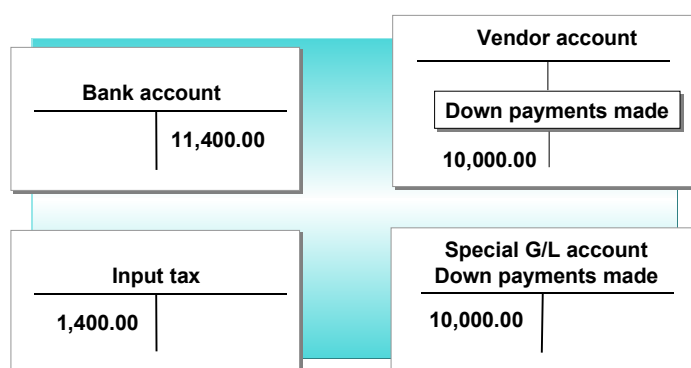 Bank account
11,400.00
Vendor account
Down payments made
10,000.00
Input tax
1,400.00
Special G/L account
Down payments made
10,000.00